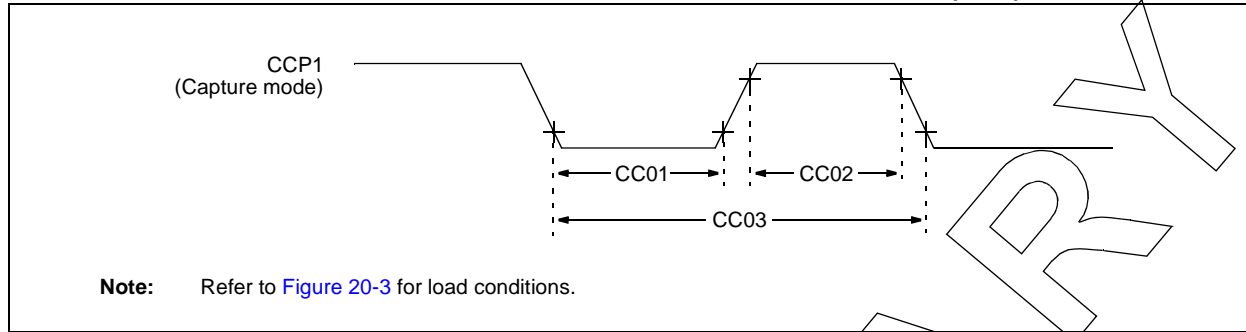 CCP1
(Capture mode)
CC01
CC02
CC03
Note: Refer to Figure 20-3 for load conditions.
R
Y